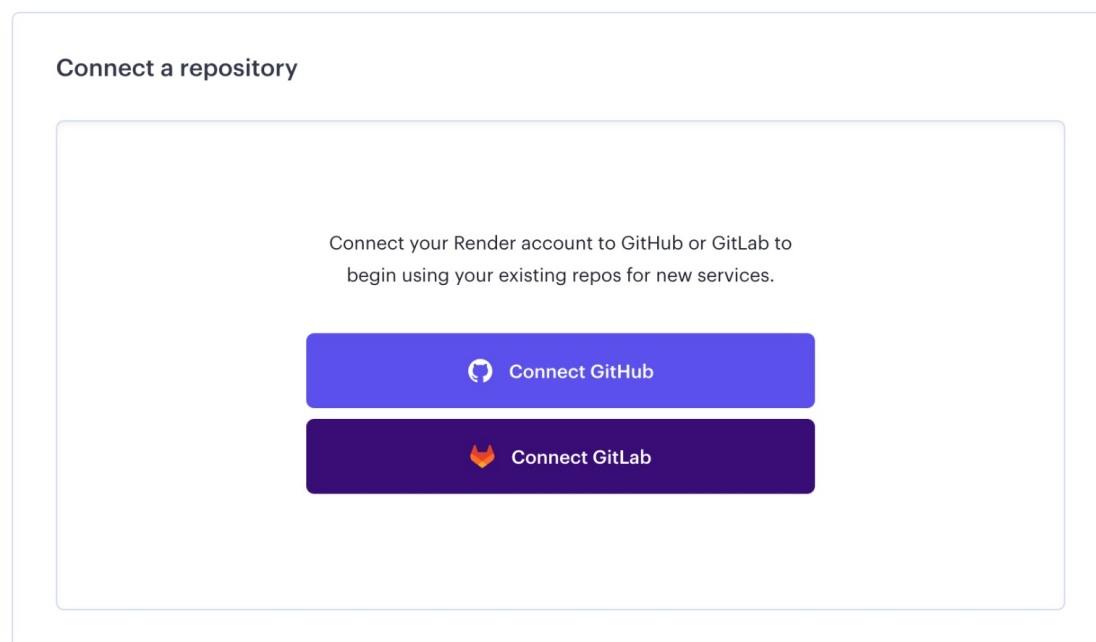 Connect a repository
Connect your Render account to GitHub or GitLab to
begin using your existing repos for new services.
Connect GitHub
Connect GitLab